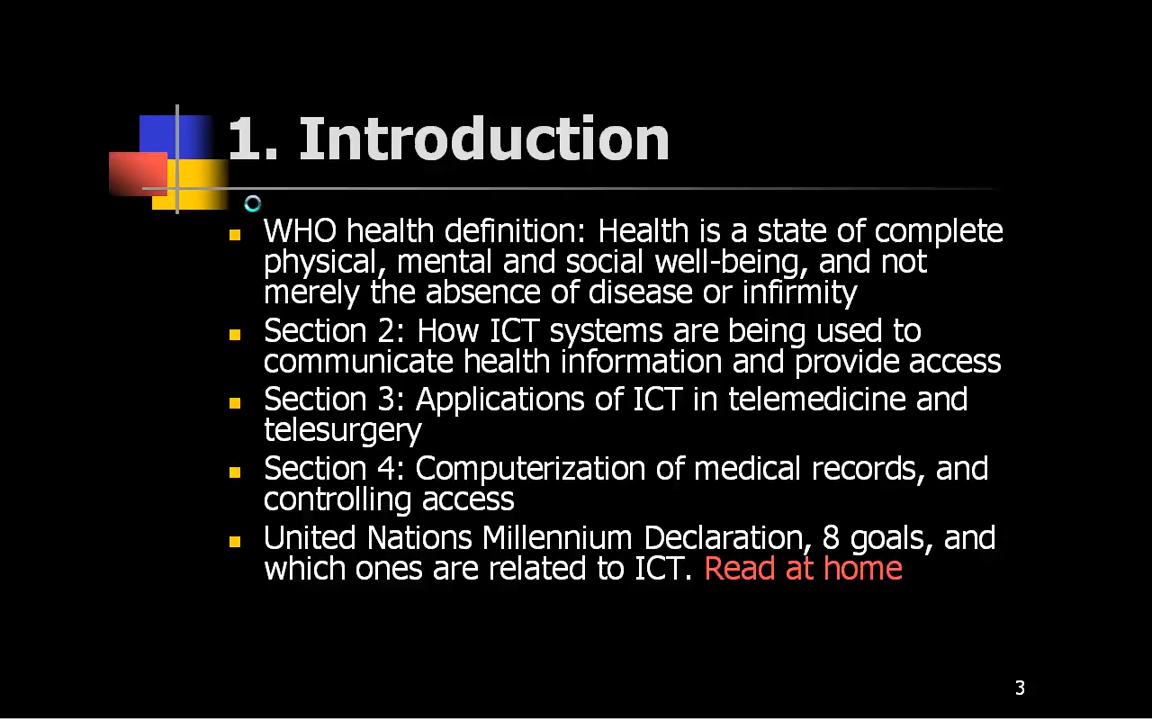 1. Introduction
WHO health definition: Health is a state of complete
physical, mental and social well-being, and not
merely the absence of disease or infirmity
Section 2: How ICT systems are being used to
communicate health information and provide access
Section 3: Applications of ICT in telemedicine and
telesurgery
Section 4: Computerization of medical records, and
controlling access
United Nations Millennium Declaration, 8 goals, and
which ones are related to ICT. Read at home
3